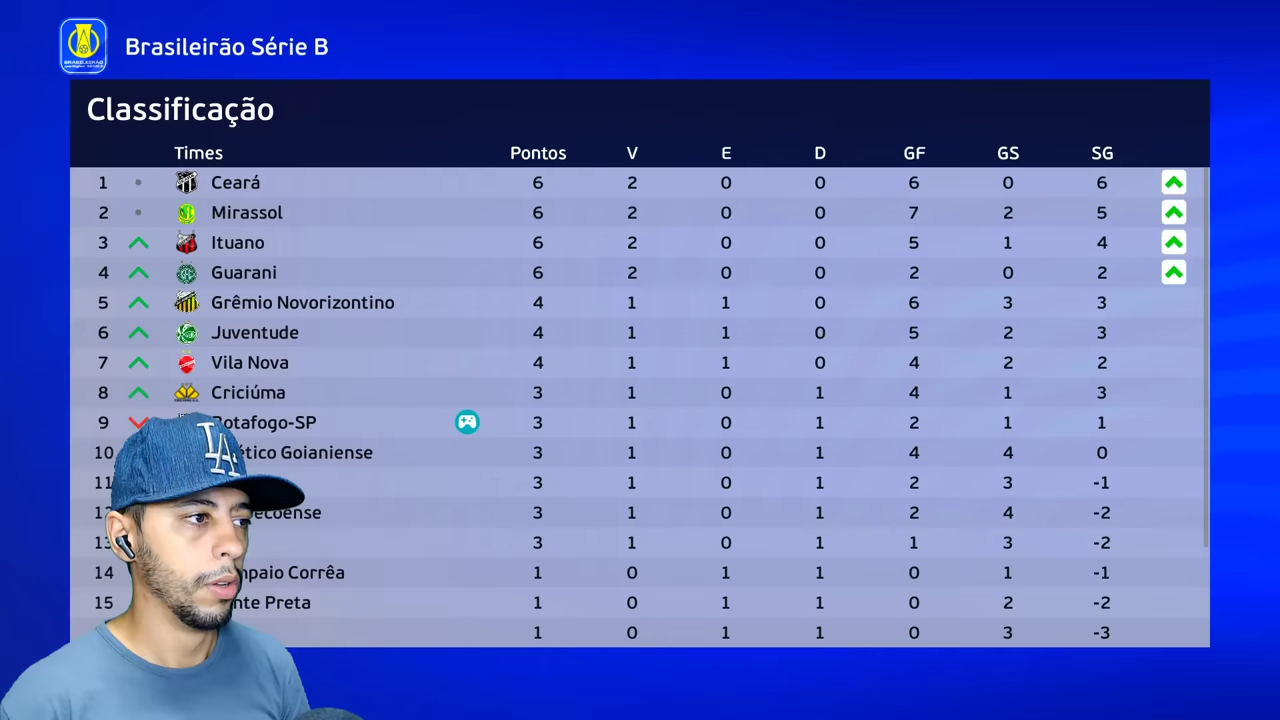 Brasileirão Série B
Classificação
Times Pontos V E D GF GS SG
1 Ceará 6 2 0 0 6 0 6
2 Mirassol 6 2 0 0 7 2 5
3 Ituano 6 2 0 0 5 1 4
4 Guarani 6 2 0 0 2 0 2
5 Grêmio Novorizontino 4 1 1 0 6 3 3
6 Juventude 4 1 1 0 5 2 3
7 Vila Nova 4 1 1 0 4 2 2
8 Criciúma 3 1 0 1 4 1 3
9 Botafogo-SP 3 1 0 1 2 1 1
10 Goianiense 3 1 0 1 4 4 0
11 3 1 0 1 2 3 -1
3 1 0 1 2 4 -2
3 1 0 1 1 3 -2
14 Corrêa 1 0 1 1 0 1 -1
15 Preta 1 0 1 1 0 2 -2
1 0 1 1 0 3 -3
LA